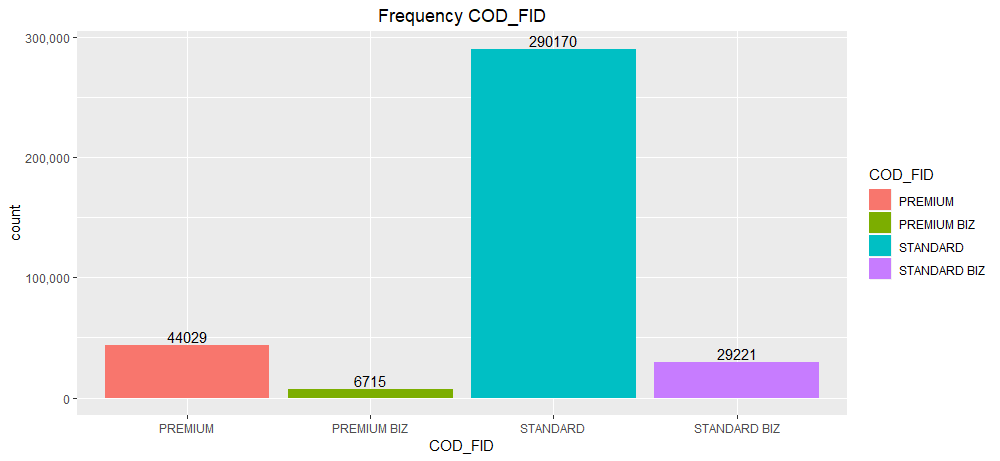 Frequency COD_FID
300,000
200,000
100,000
0
count
290170
44029
29221
6715
PREMIUM
PREMIUM BIZ
STANDARD
STANDARD BIZ
COD_FID
COD_FID
PREMIUM
PREMIUM BIZ
STANDARD
STANDARD BIZ